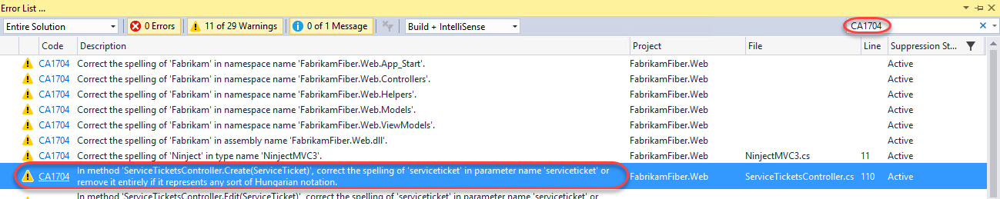 Error List ...
Entire Solution 0 Errors 11 of 29 Warnings 0 of 1 Message Build + IntelliSense CA1704
Code Description Project File Line Suppression St...
CA1704 Correct the spelling of 'Fabrikam' in namespace name 'FabrikamFiber.Web.App_Start'. FabrikamFiber.Web Active
CA1704 Correct the spelling of 'Fabrikam' in namespace name 'FabrikamFiber.Web.Controllers'. FabrikamFiber.Web Active
CA1704 Correct the spelling of 'Fabrikam' in namespace name 'FabrikamFiber.Web.Helpers'. FabrikamFiber.Web Active
CA1704 Correct the spelling of 'Fabrikam' in namespace name 'FabrikamFiber.Web.Models'. FabrikamFiber.Web Active
CA1704 Correct the spelling of 'Fabrikam' in namespace name 'FabrikamFiber.Web.ViewModels'. FabrikamFiber.Web Active
CA1704 Correct the spelling of 'Fabrikam' in assembly name 'FabrikamFiber.Web.dll'. FabrikamFiber.Web Active
CA1704 Correct the spelling of 'Ninject' in type name 'NinjectMVC3'. FabrikamFiber.Web NinjectMVC3.cs 11 Active
In method 'ServiceTicketsController.Create(ServiceTicket)', correct the spelling of 'serviceticket' in parameter name 'serviceticket' or
CA1704 remove it entirely if it represents any sort of Hungarian notation. FabrikamFiber.Web ServiceTicketsController.cs 110 Active
In method 'ServiceTicketsController.Edit(ServiceTicket)', correct the spelling of 'serviceticket' in parameter name 'serviceticket' or